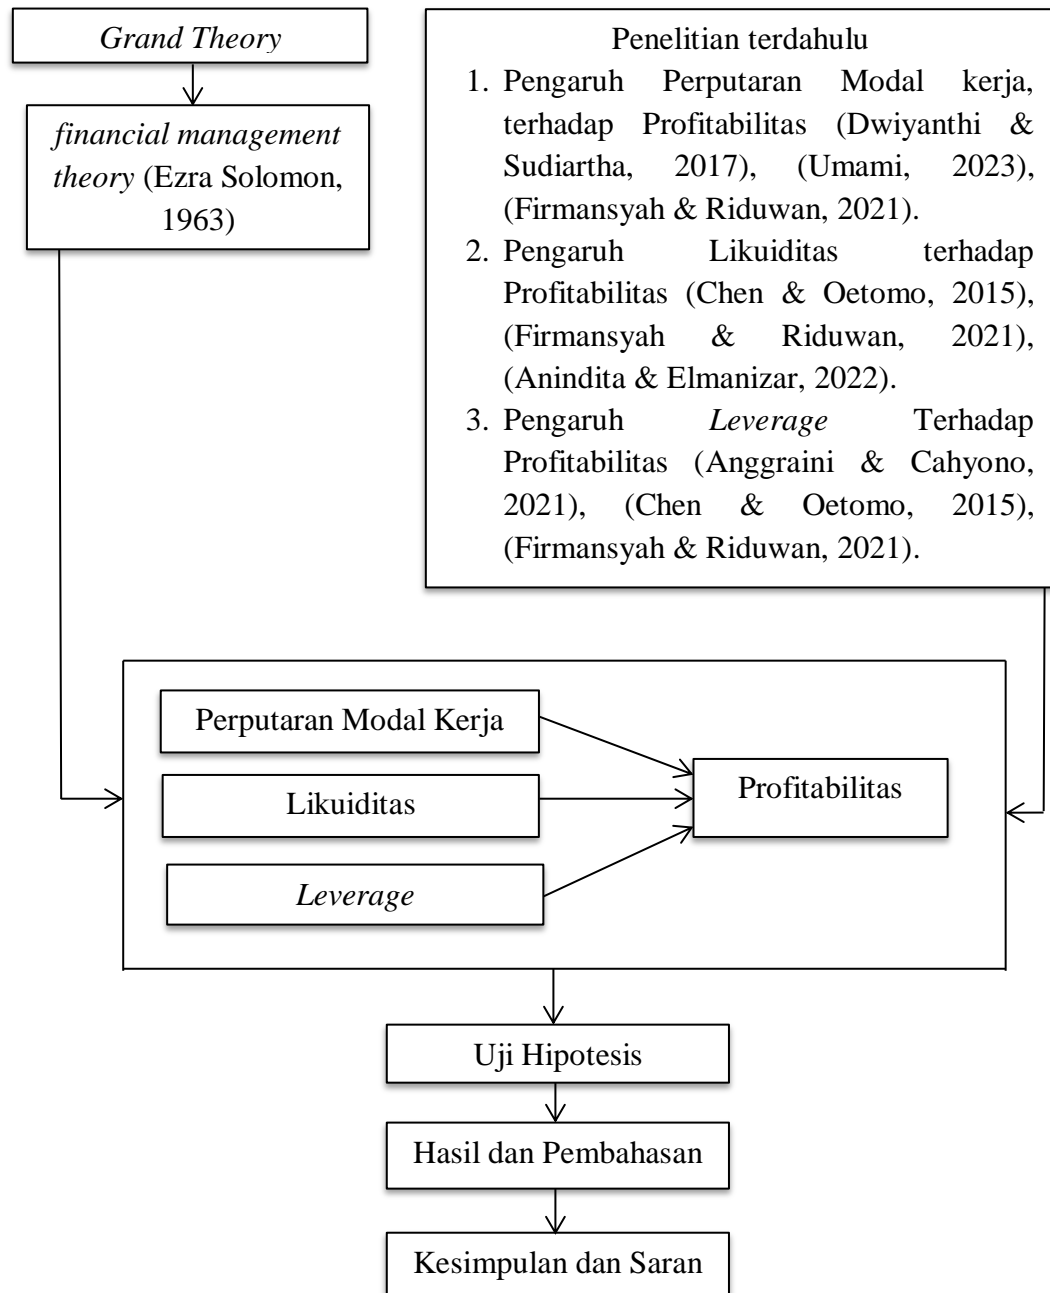 Grand Theory
financial management
theory (Ezra Solomon,
1963)
Penelitian terdahulu
1. Pengaruh Perputaran Modal kerja,
terhadap Profitabilitas (Dwiyanthi &
Sudiartha, 2017), (Umami, 2023),
(Firmansyah & Riduwan, 2021).
2. Pengaruh Likuiditas terhadap
Profitabilitas (Chen & Oetomo, 2015),
(Firmansyah & Riduwan, 2021),
(Anindita & Elmanizar, 2022).
3. Pengaruh Leverage Terhadap
Profitabilitas (Anggraini & Cahyono,
2021), (Chen & Oetomo, 2015),
(Firmansyah & Riduwan, 2021).
Perputaran Modal Kerja
Likuiditas
Leverage
Profitabilitas
Uji Hipotesis
Hasil dan Pembahasan
Kesimpulan dan Saran